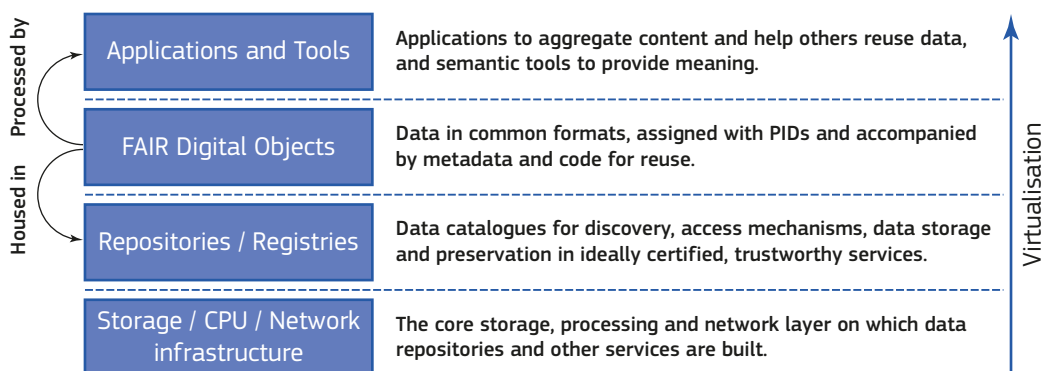 Processed by
Housed in
Applications and Tools
Applications to aggregate content and help others reuse data,
and semantic tools to provide meaning.
FAIR Digital Objects
Data in common formats, assigned with PIDs and accompanied
by metadata and code for reuse.
Repositories / Registries
Data catalogues for discovery, access mechanisms, data storage
and preservation in ideally certified, trustworthy services.
Storage / CPU / Network
infrastructure
The core storage, processing and network layer on which data
repositories and other services are built.
Virtualisation